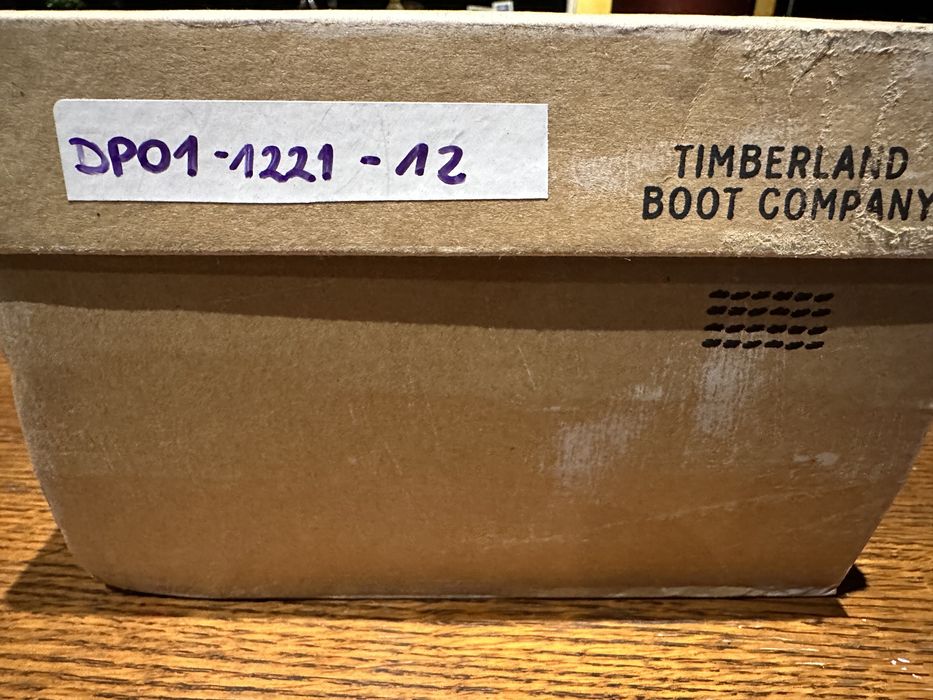 DP01-1221-12
TIMBERLAND
BOOT COMPANY